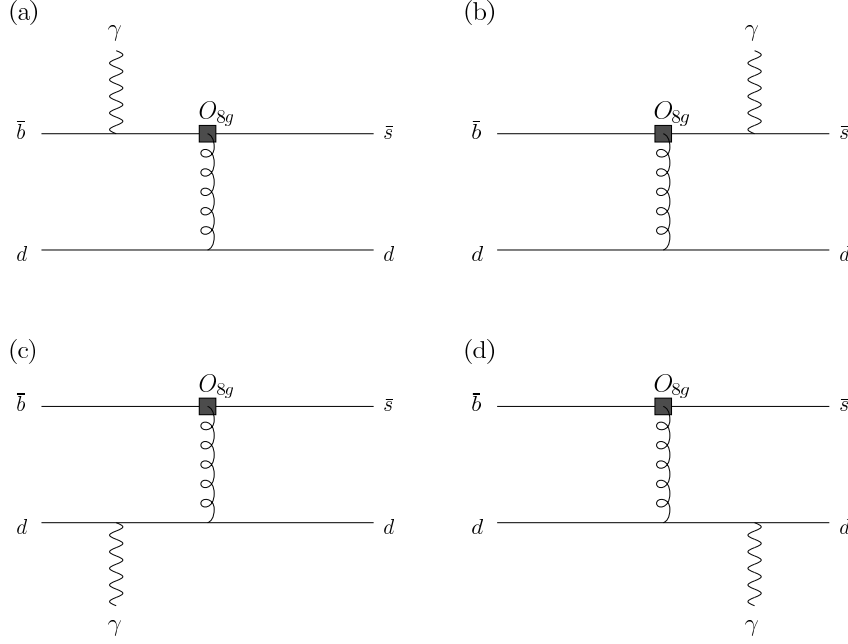 (a) (b)
γ γ
O₈g O₈g
b̄ s̄ b̄ s̄
d d d d
(c) (d)
O₈g O₈g
b̄ s̄ b̄ s̄
d d d d
γ γ